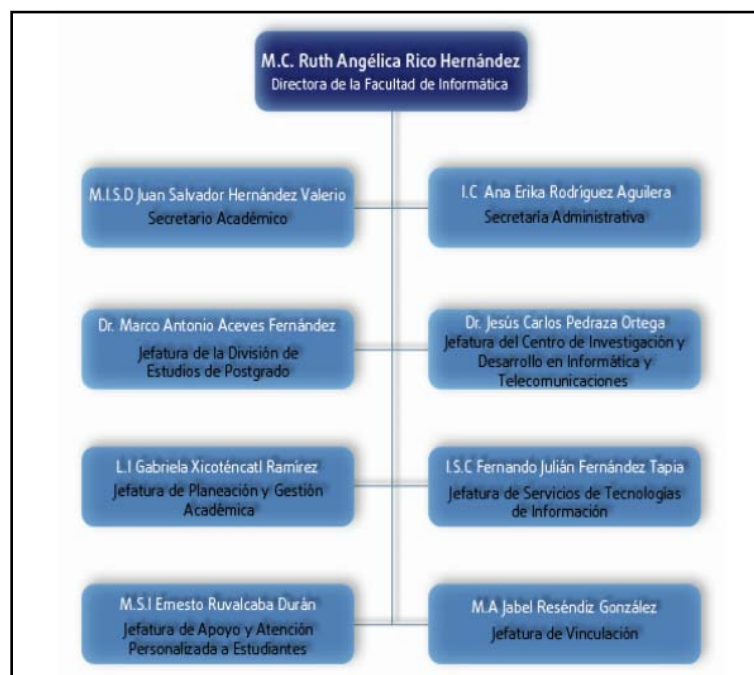 M.C. Ruth Angélica Rico Hernández
Directora de la Facultad de Informática
M.I.S.D Juan Salvador Hernández Valerio
Secretario Académico
I.C Ana Erika Rodríguez Aguilera
Secretaría Administrativa
Dr. Marco Antonio Aceves Fernández
Jefatura de la División de
Estudios de Postgrado
Dr. Jesús Carlos Pedraza Ortega
Jefatura del Centro de Investigación y
Desarrollo en Informática y
Telecomunicaciones
L.I Gabriela Xicoténcatl Ramírez
Jefatura de Planeación y Gestión
Académica
I.S.C Fernando Julián Fernández Tapia
Jefatura de Servicios de Tecnologías
de Información
M.S.I Ernesto Ruvalcaba Durán
Jefatura de Apoyo y Atención
Personalizada a Estudiantes
M.A Jabel Reséndiz González
Jefatura de Vinculación